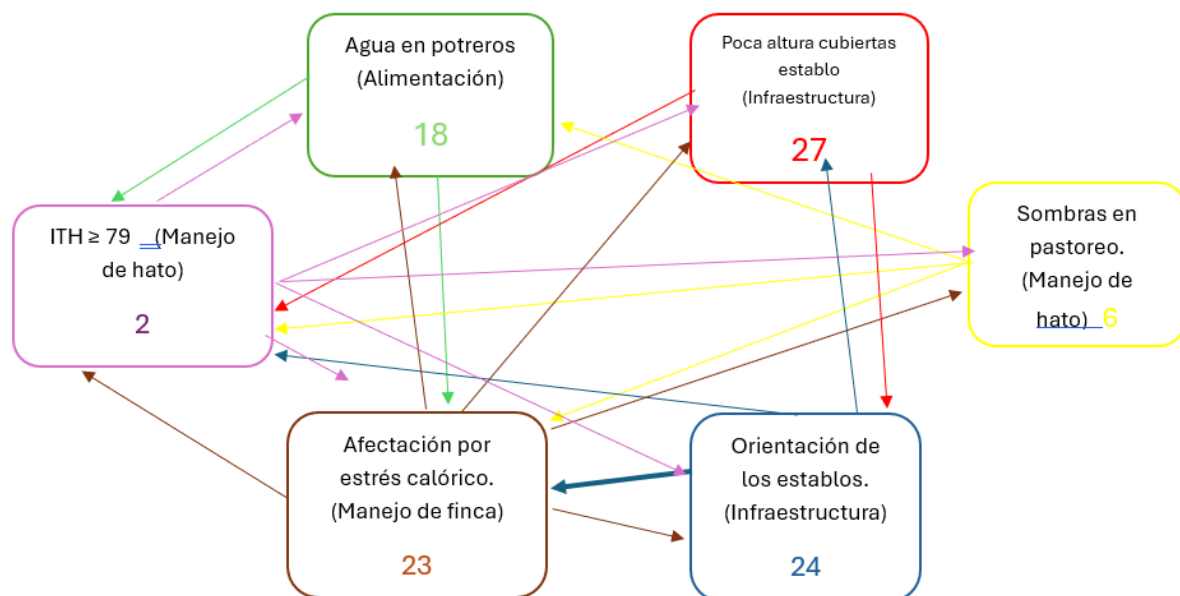 Agua en potreros
(Alimentación)
18
Poca altura cubiertas
establo
(Infraestructura)
27
ITH ≥ 79 (Manejo
de hato)
2
Sombras en
pastoreo.
(Manejo de
hato) 6
Afectación por
estrés calórico.
(Manejo de finca)
23
Orientación de
los establos.
(Infraestructura)
24